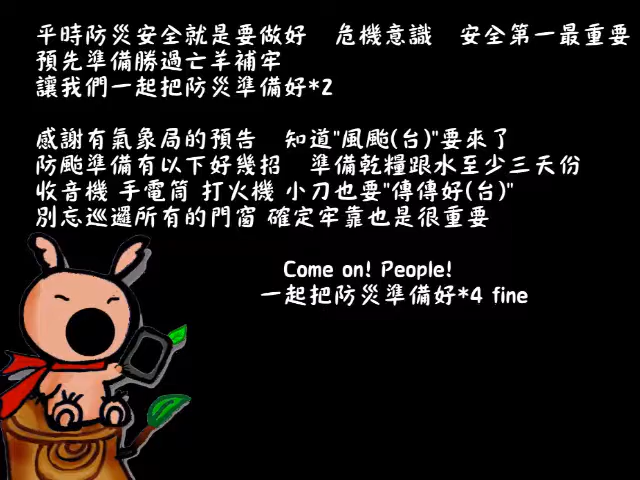 平時防災安全就是要做好　危機意識　安全第一最重要
預先準備勝過亡羊補牢
讓我們一起把防災準備好*2
感謝有氣象局的預告　知道"風颱(台)"要來了
防颱準備有以下好幾招　準備乾糧跟水至少三天份
收音機 手電筒 打火機 小刀也要"傳傳好(台)"
別忘巡邏所有的門窗 確定牢靠也是很重要
Come on! People!
一起把防災準備好*4 fine